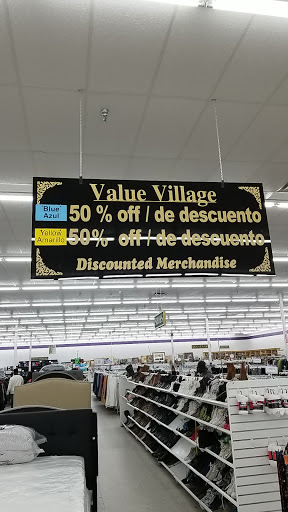 Value Village
Blue
Azul
50 % off / de descuento
Yellow
Amarillo
50% off / de descuento
Discounted Merchandise